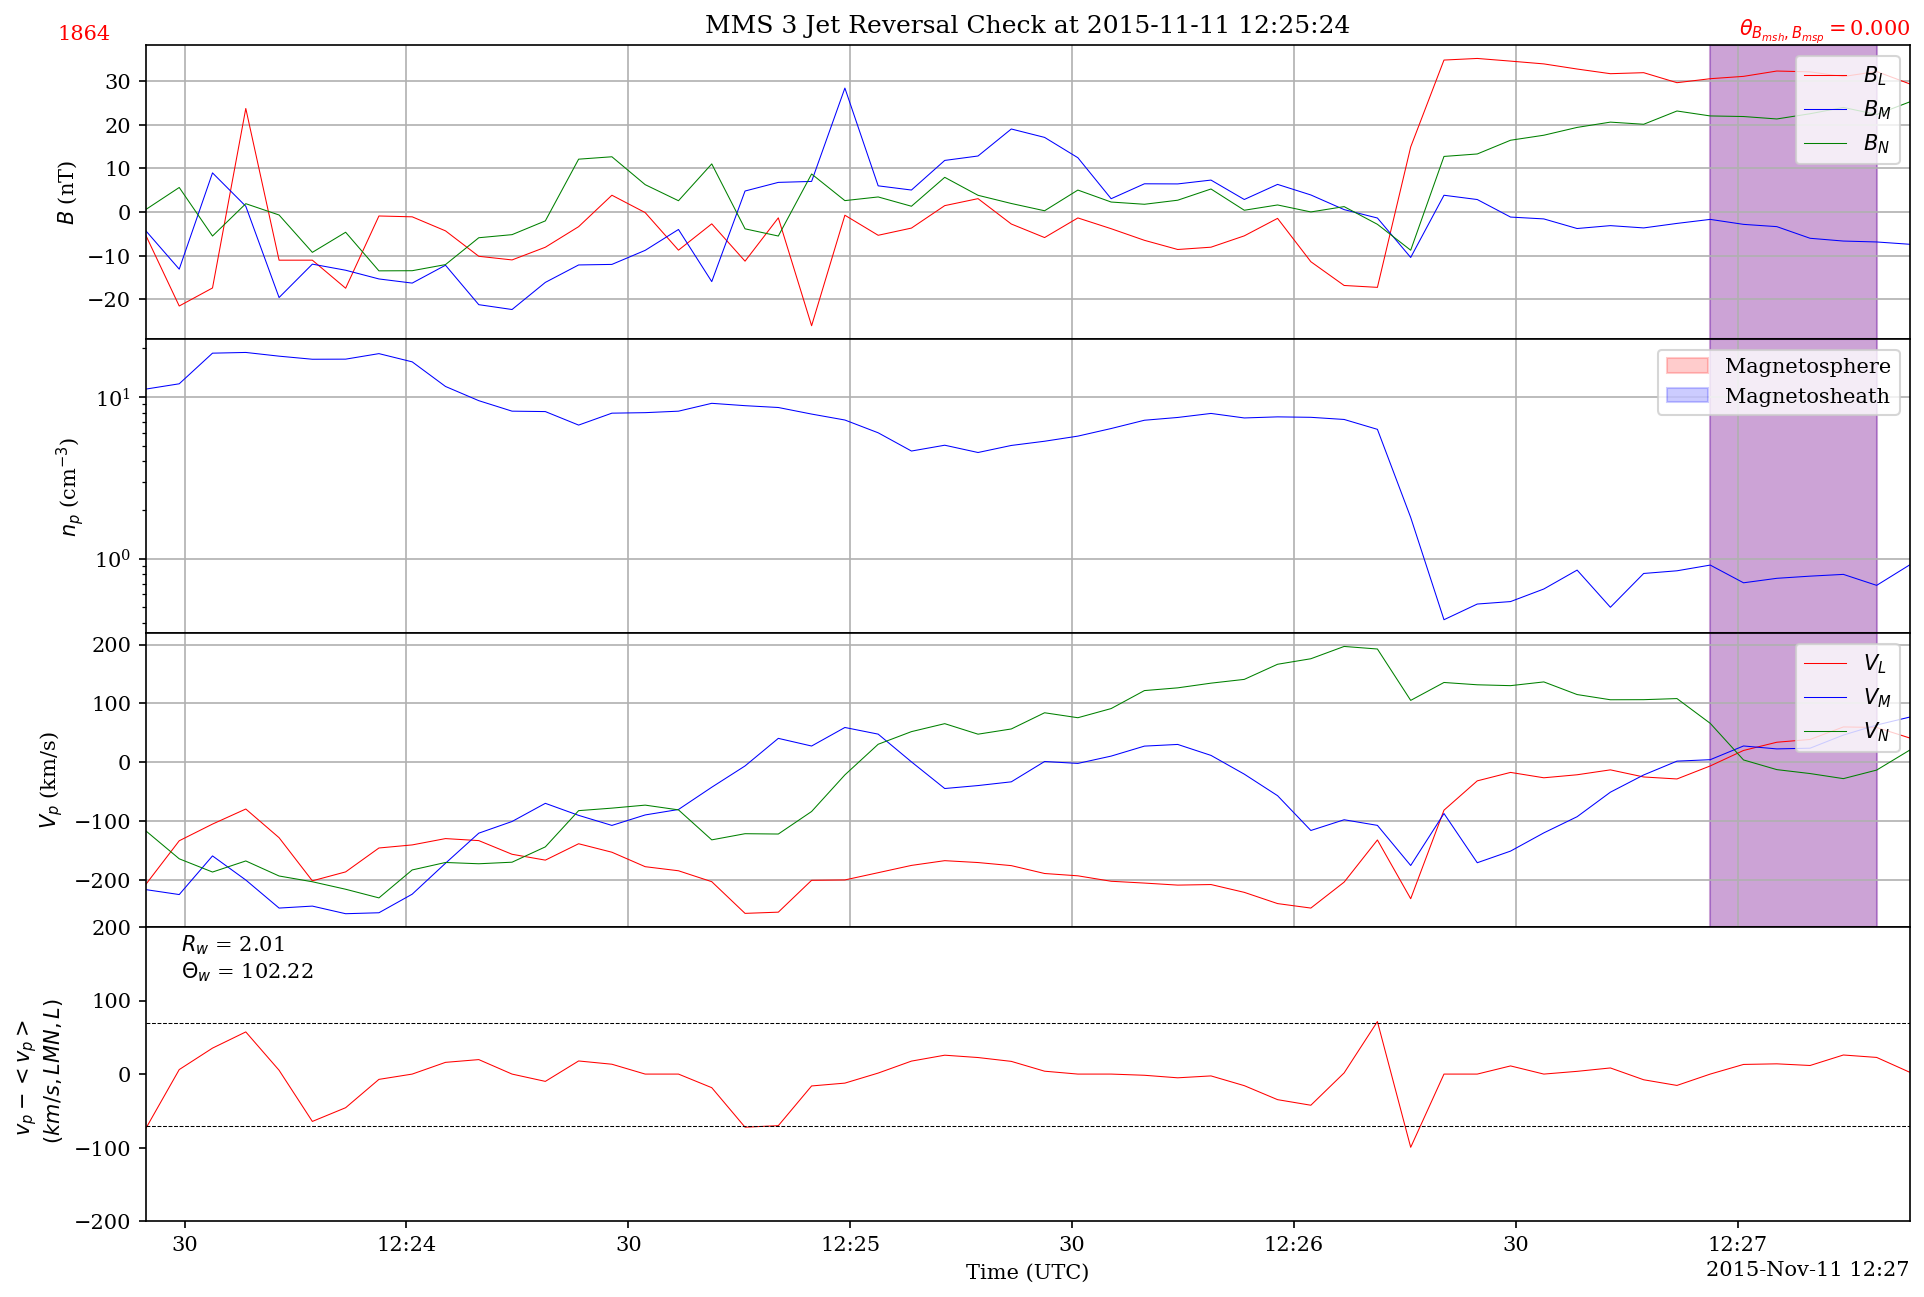 1864
MMS 3 Jet Reversal Check at 2015-11-11 12:25:24
θ_{B_{msh}, B_{msp}} = 0.000
B (nT)
30
20
10
0
−10
−20
B_L
B_M
B_N
n_p (cm^{−3})
10^1
10^0
Magnetosphere
Magnetosheath
V_p (km/s)
200
100
0
−100
−200
V_L
V_M
V_N
v_p − < v_p >
(km/s, LMN, L)
200
100
0
−100
−200
R_w = 2.01
Θ_w = 102.22
30
12:24
30
12:25
30
12:26
30
12:27
Time (UTC)
2015-Nov-11 12:27